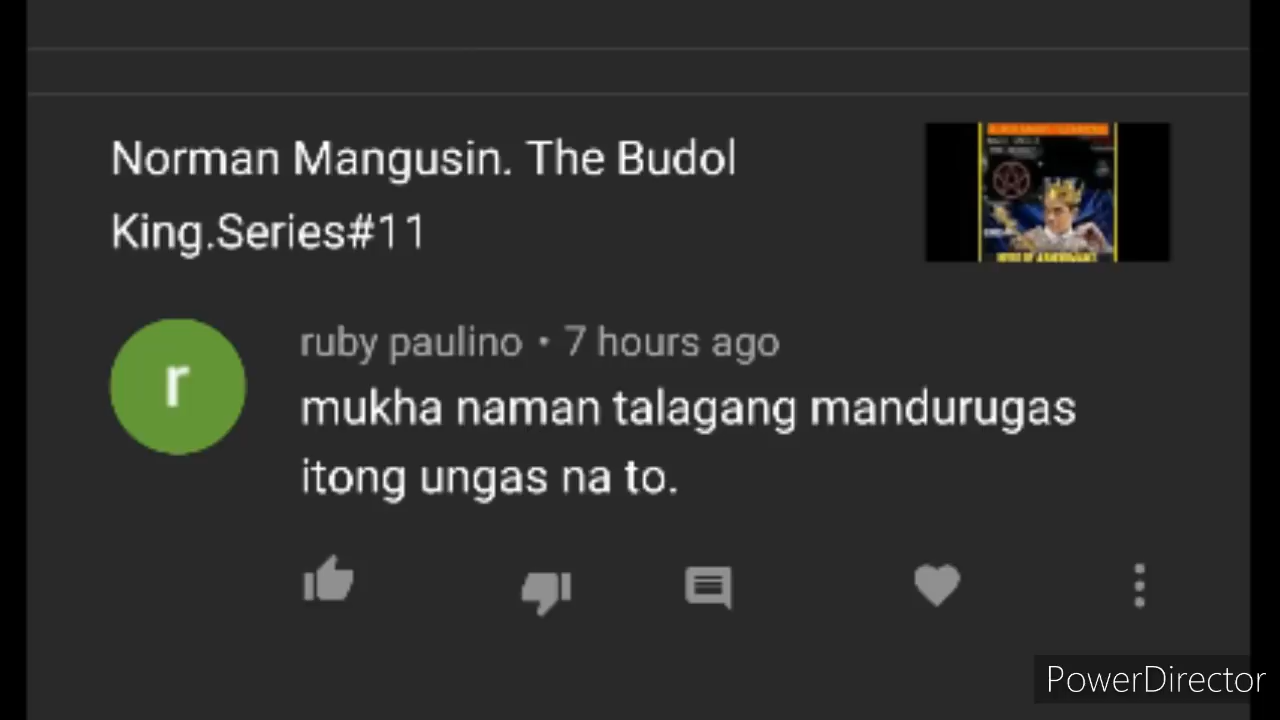 Norman Mangusin. The Budol
King.Series#11
r
ruby paulino • 7 hours ago
mukha naman talagang mandurugas
itong ungas na to.
PowerDirector